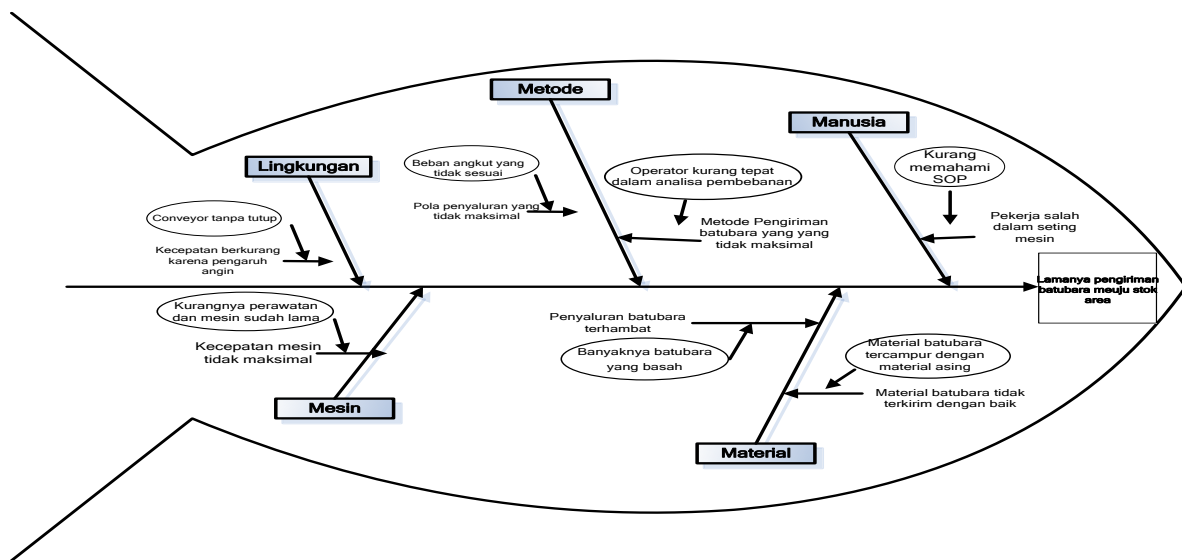 Metode
Manusia
Lingkungan
Beban angkut yang
tidak sesuai
Operator kurang tepat
dalam analisa pembebanan
Kurang
memahami
SOP
Conveyor tanpa tutup
Pola penyaluran yang
tidak maksimal
Metode Pengiriman
batubara yang yang
tidak maksimal
Pekerja salah
dalam seting
mesin
Kecepatan berkurang
karena pengaruh
angin
Lamanya pengiriman
batubara meuju stok
area
Kurangnya perawatan
dan mesin sudah lama
Kecepatan mesin
tidak maksimal
Penyaluran batubara
terhambat
Banyaknya batubara
yang basah
Material batubara
tercampur dengan
material asing
Material batubara tidak
terkirim dengan baik
Mesin
Material